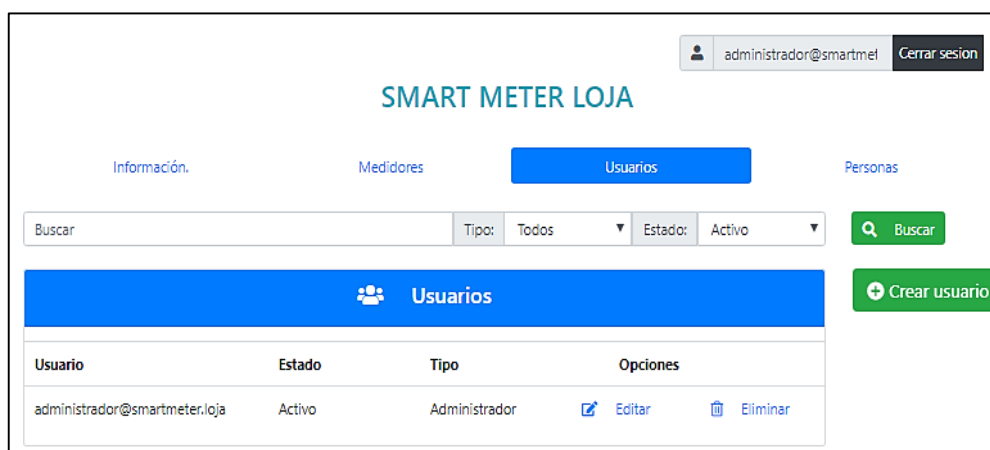 administrador@smartmet Cerrar sesion
SMART METER LOJA
Información. Medidores Usuarios Personas
Buscar Tipo: Todos Estado: Activo Buscar
Usuarios Crear usuario
Usuario Estado Tipo Opciones
administrador@smartmeter.loja Activo Administrador Editar Eliminar